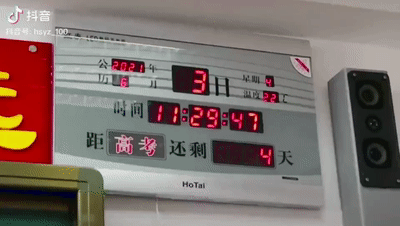 抖音
抖音号: hsyz_100
公 2021 年
历 6 月
3 日
星期 4
温度 22 ℃
时间 11:29:47
距 高考 还剩 4 天
HoTai